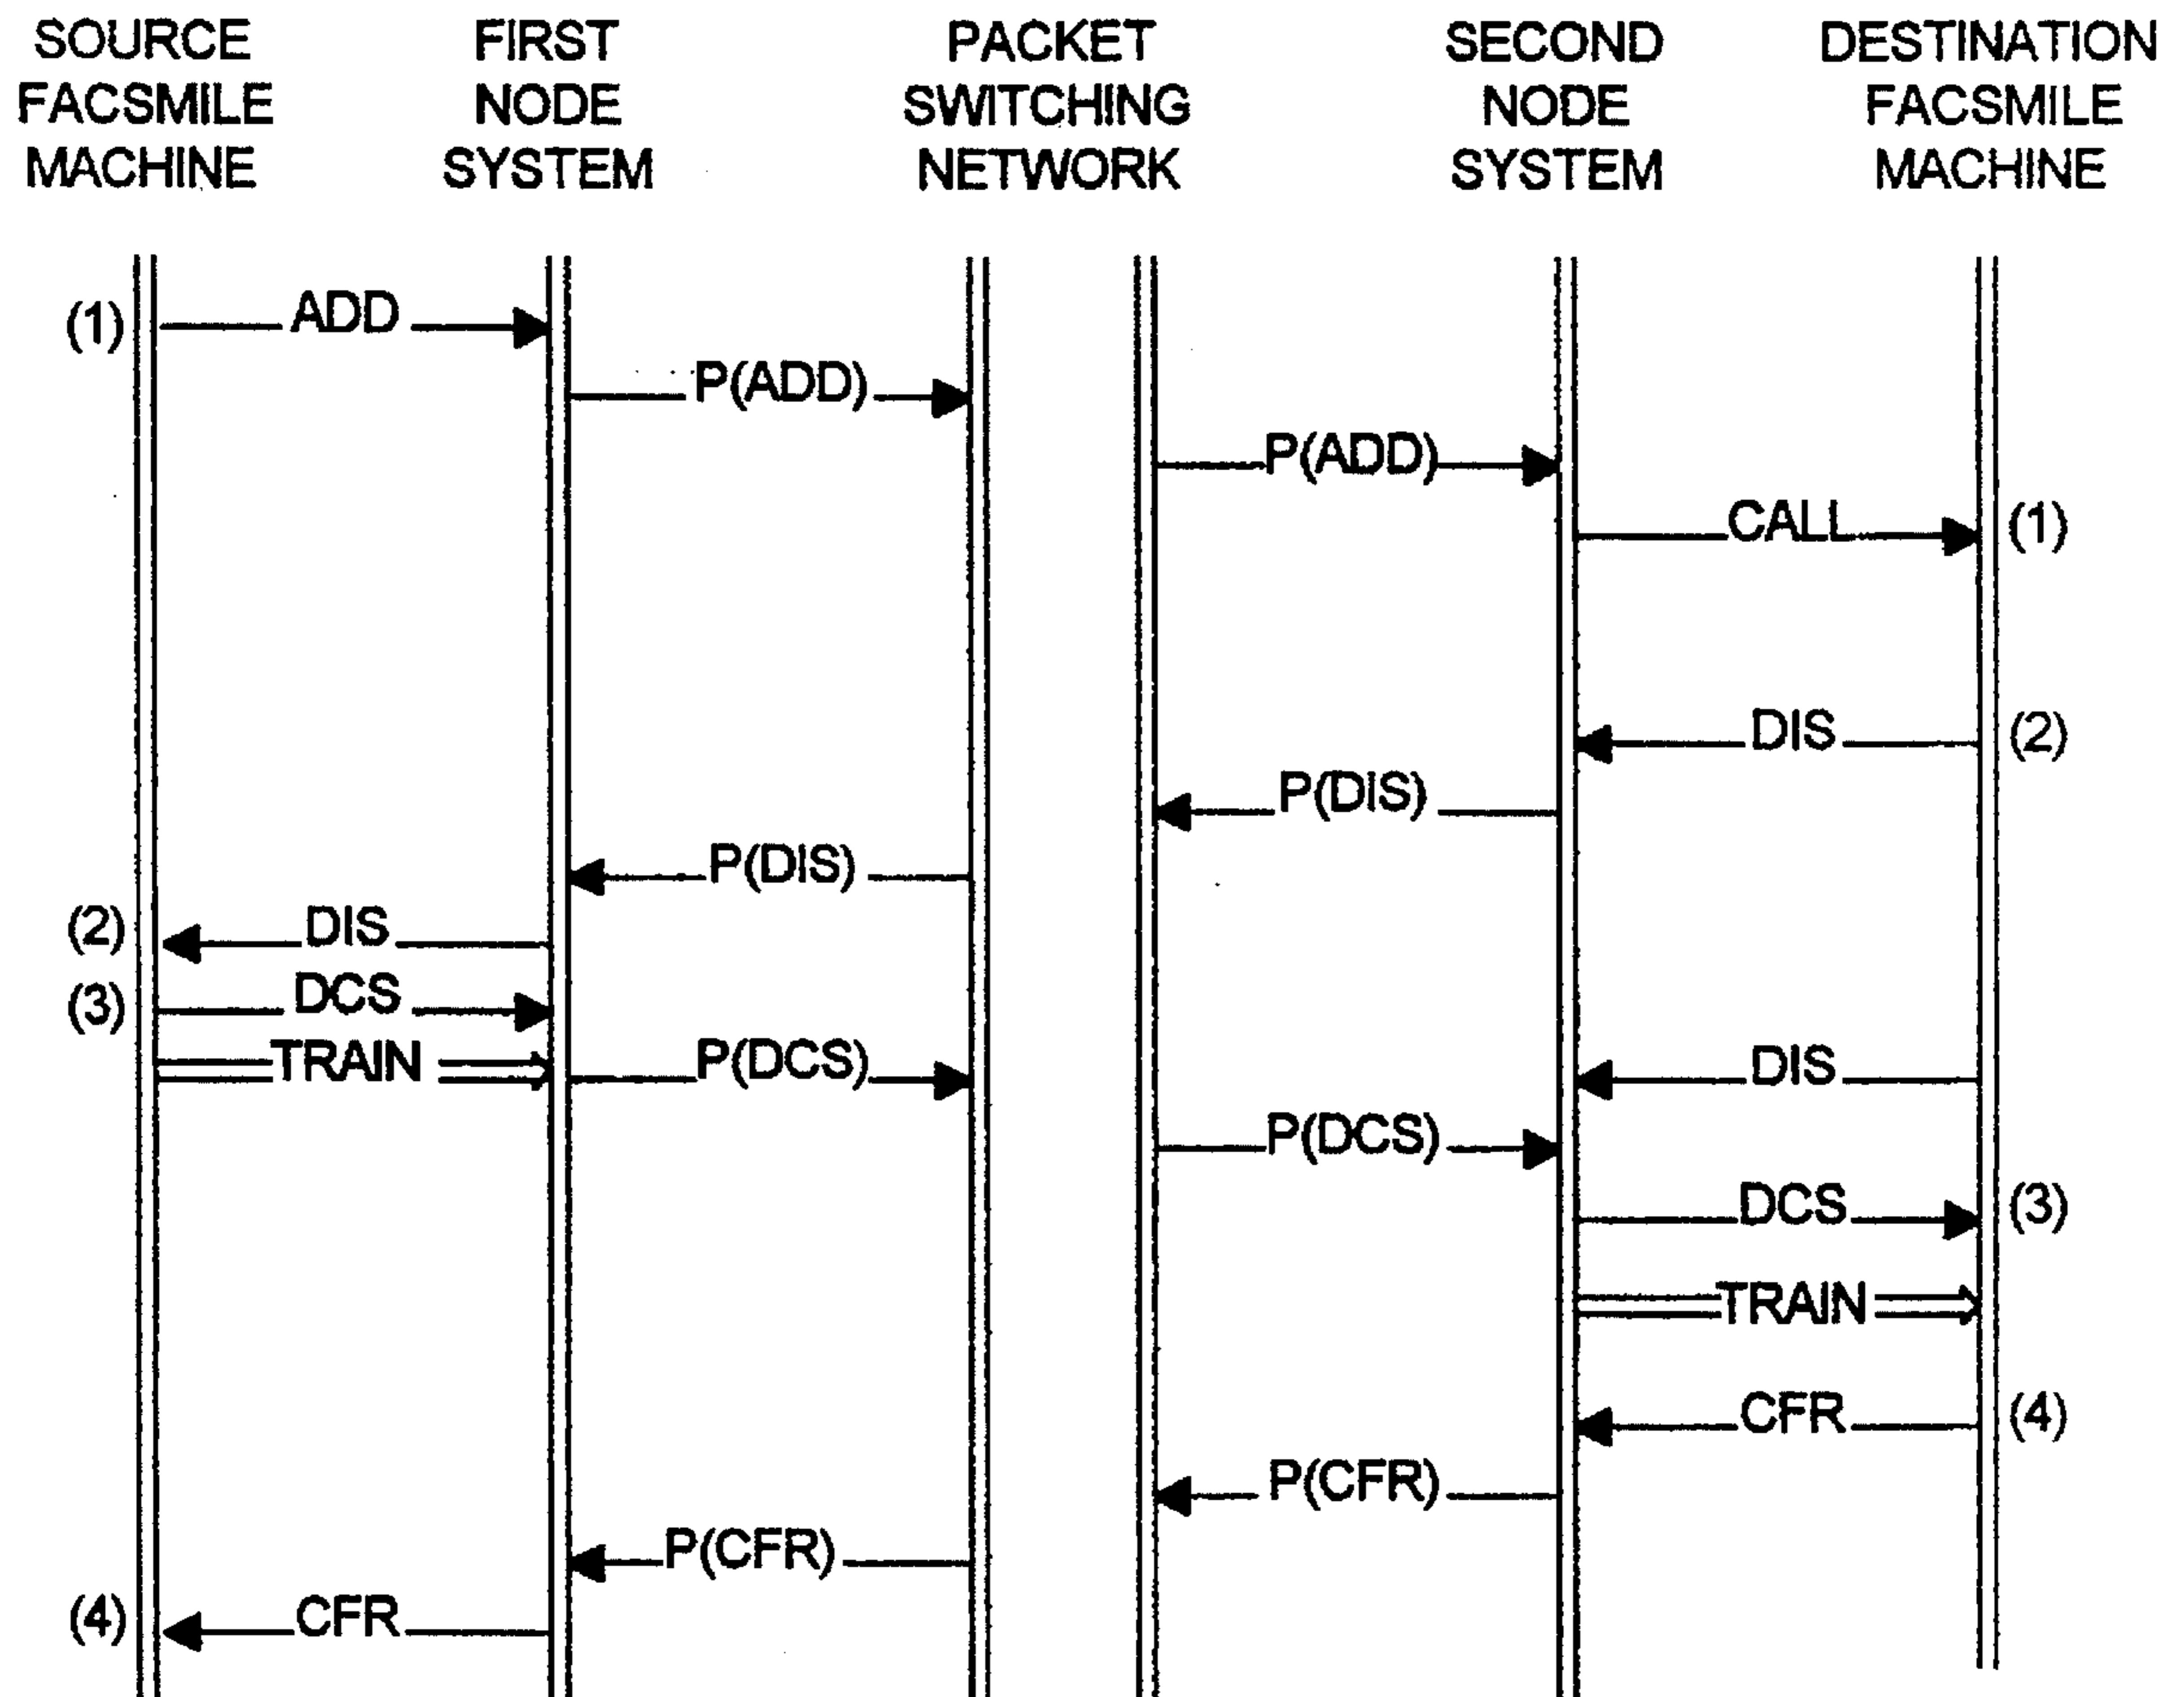 SOURCE FACSMILE MACHINE
FIRST NODE SYSTEM
PACKET SWITCHING NETWORK
SECOND NODE SYSTEM
DESTINATION FACSMILE MACHINE
(1) ADD
P(ADD)
P(ADD)
CALL (1)
DIS (2)
P(DIS)
P(DIS)
(2) DIS
(3) DCS
TRAIN P(DCS) DIS
P(DCS)
DCS (3)
TRAIN
CFR (4)
P(CFR)
P(CFR)
(4) CFR